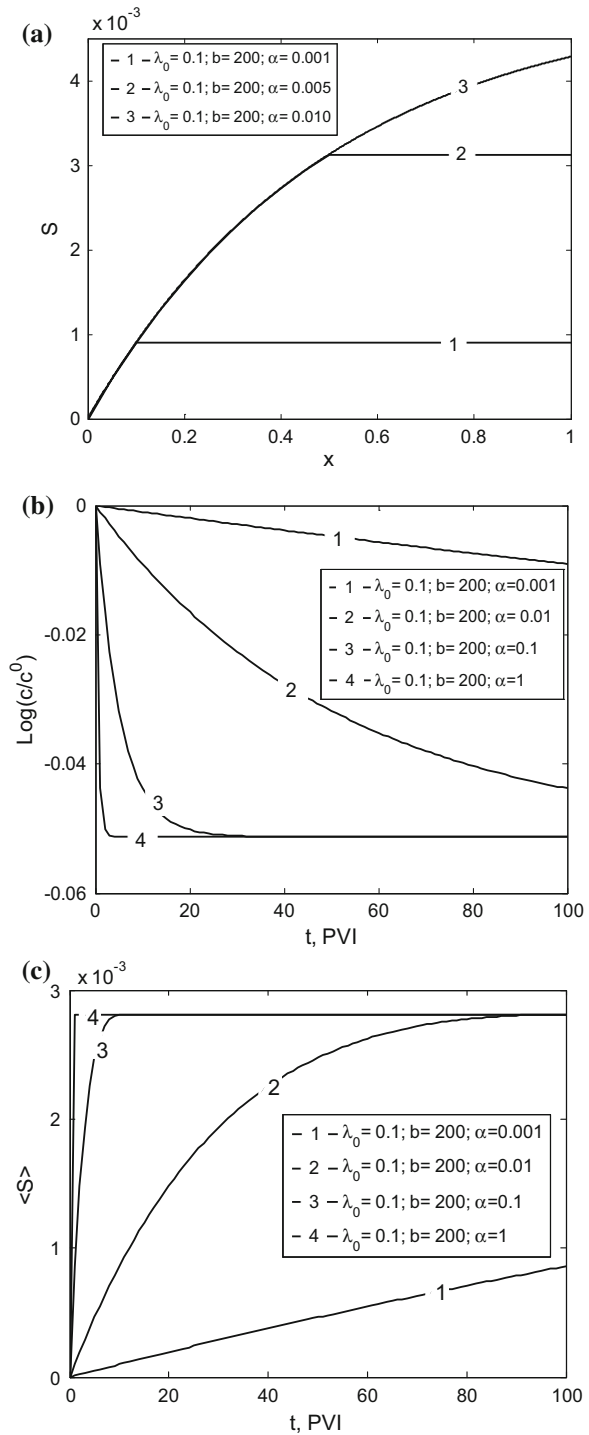 (a)
x 10⁻³
– 1 – λ₀= 0.1; b= 200; α= 0.001
– 2 – λ₀= 0.1; b= 200; α= 0.005
– 3 – λ₀= 0.1; b= 200; α= 0.010
4
3
2
1
0
S
3
2
1
0
0.2
0.4
0.6
0.8
1
x
(b)
0
-0.02
-0.04
-0.06
Log(c/c⁰)
1
– 1 – λ₀= 0.1; b= 200; α=0.001
– 2 – λ₀= 0.1; b= 200; α= 0.01
– 3 – λ₀= 0.1; b= 200; α=0.1
– 4 – λ₀= 0.1; b= 200; α=1
2
3
4
0
20
40
60
80
100
t, PVI
(c)
x 10⁻³
3
2
1
0
<S>
4
3
2
– 1 – λ₀= 0.1; b= 200; α=0.001
– 2 – λ₀= 0.1; b= 200; α=0.01
– 3 – λ₀= 0.1; b= 200; α=0.1
– 4 – λ₀= 0.1; b= 200; α=1
1
0
20
40
60
80
100
t, PVI